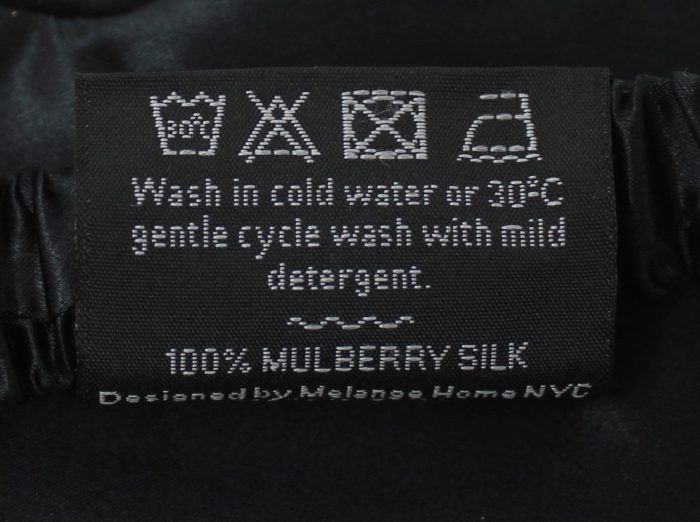 30°C
Wash in cold water or 30ºC
gentle cycle wash with mild
detergent.
100% MULBERRY SILK
Designed by Melange Home NYC